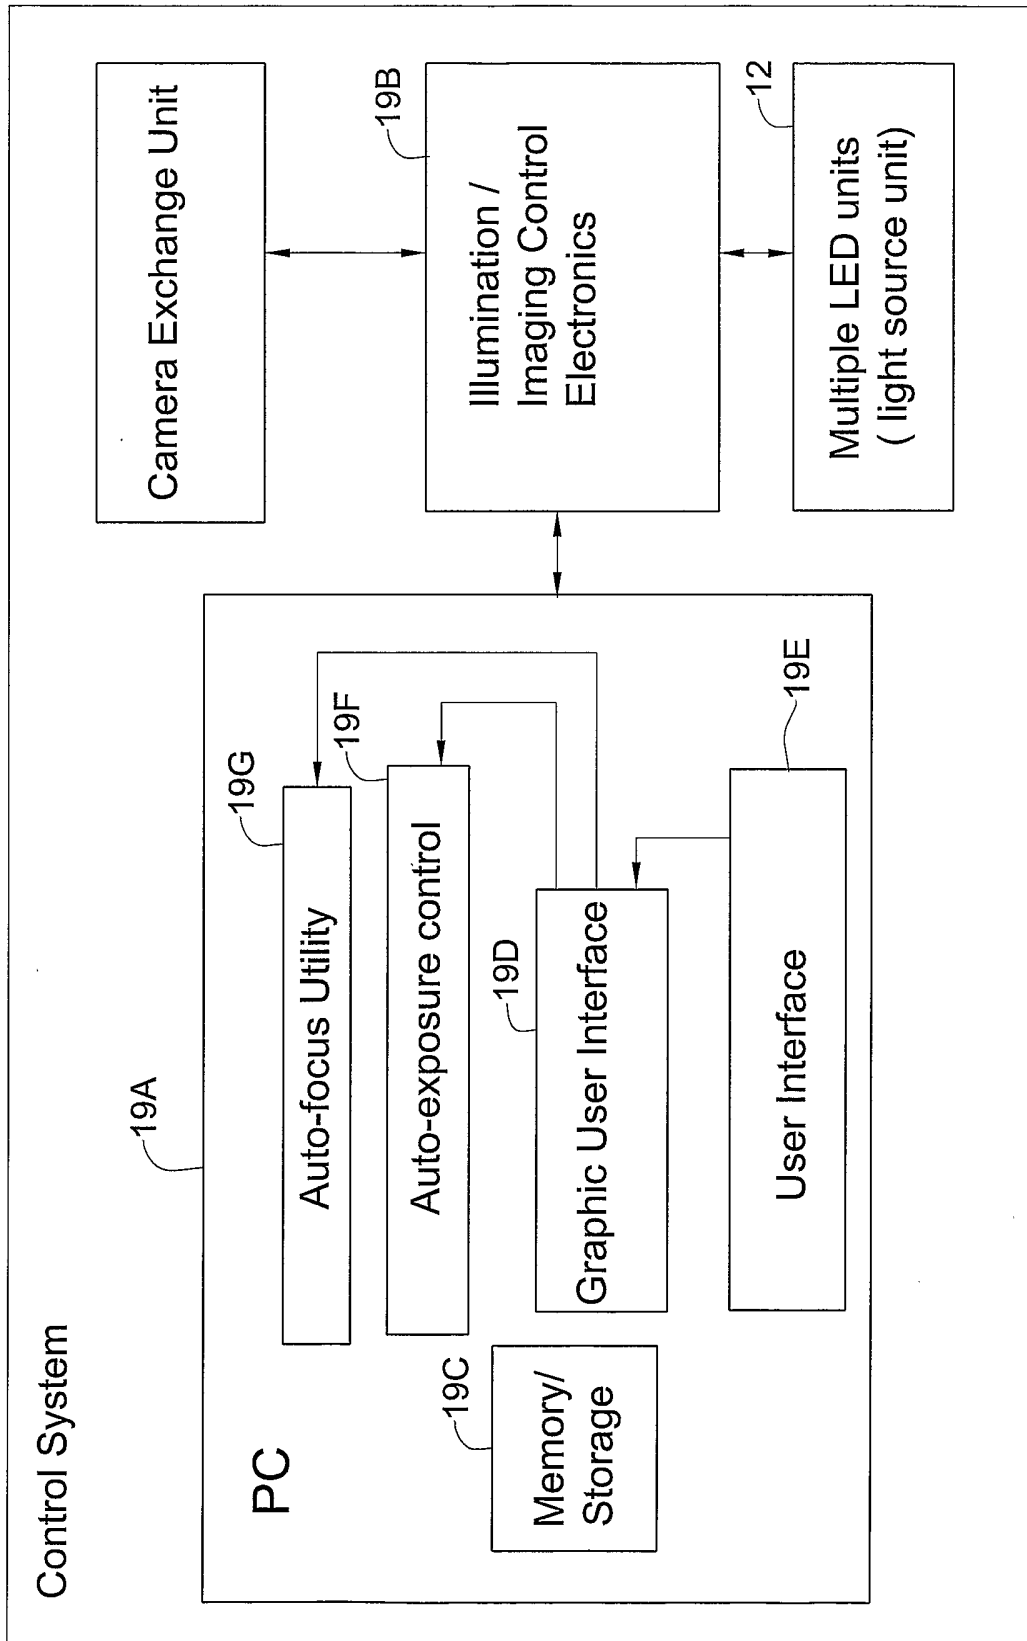 Control System
19A
PC
19G
Auto-focus Utility
19F
Auto-exposure control
19D
Graphic User Interface
19C
Memory/
Storage
19E
User Interface
Camera Exchange Unit
19B
Illumination /
Imaging Control
Electronics
12
Multiple LED units
( light source unit)